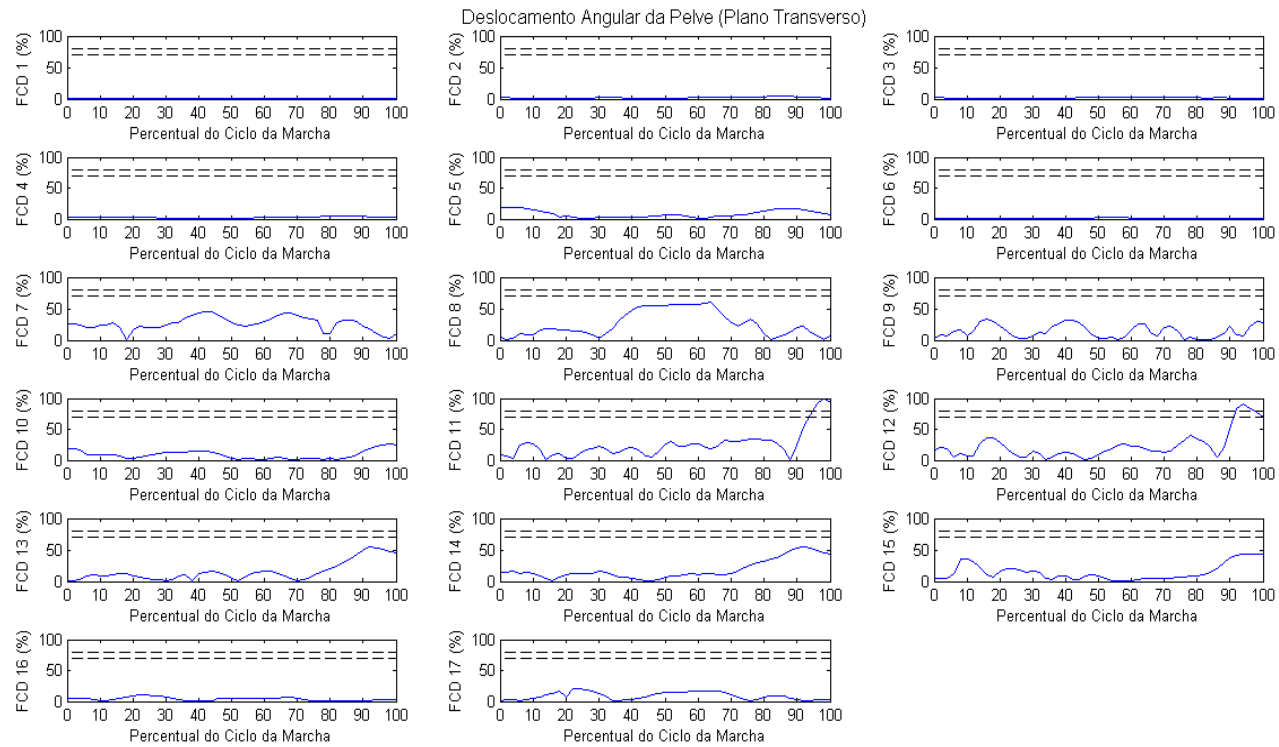 Deslocamento Angular da Pelve (Plano Transverso)
FCD 1 (%)
100
50
0
0 10 20 30 40 50 60 70 80 90 100
Percentual do Ciclo da Marcha
FCD 2 (%)
100
50
0
0 10 20 30 40 50 60 70 80 90 100
Percentual do Ciclo da Marcha
FCD 3 (%)
100
50
0
0 10 20 30 40 50 60 70 80 90 100
Percentual do Ciclo da Marcha
FCD 4 (%)
100
50
0
0 10 20 30 40 50 60 70 80 90 100
Percentual do Ciclo da Marcha
FCD 5 (%)
100
50
0
0 10 20 30 40 50 60 70 80 90 100
Percentual do Ciclo da Marcha
FCD 6 (%)
100
50
0
0 10 20 30 40 50 60 70 80 90 100
Percentual do Ciclo da Marcha
FCD 7 (%)
100
50
0
0 10 20 30 40 50 60 70 80 90 100
Percentual do Ciclo da Marcha
FCD 8 (%)
100
50
0
0 10 20 30 40 50 60 70 80 90 100
Percentual do Ciclo da Marcha
FCD 9 (%)
100
50
0
0 10 20 30 40 50 60 70 80 90 100
Percentual do Ciclo da Marcha
FCD 10 (%)
100
50
0
0 10 20 30 40 50 60 70 80 90 100
Percentual do Ciclo da Marcha
FCD 11 (%)
100
50
0
0 10 20 30 40 50 60 70 80 90 100
Percentual do Ciclo da Marcha
FCD 12 (%)
100
50
0
0 10 20 30 40 50 60 70 80 90 100
Percentual do Ciclo da Marcha
FCD 13 (%)
100
50
0
0 10 20 30 40 50 60 70 80 90 100
Percentual do Ciclo da Marcha
FCD 14 (%)
100
50
0
0 10 20 30 40 50 60 70 80 90 100
Percentual do Ciclo da Marcha
FCD 15 (%)
100
50
0
0 10 20 30 40 50 60 70 80 90 100
Percentual do Ciclo da Marcha
FCD 16 (%)
100
50
0
0 10 20 30 40 50 60 70 80 90 100
Percentual do Ciclo da Marcha
FCD 17 (%)
100
50
0
0 10 20 30 40 50 60 70 80 90 100
Percentual do Ciclo da Marcha